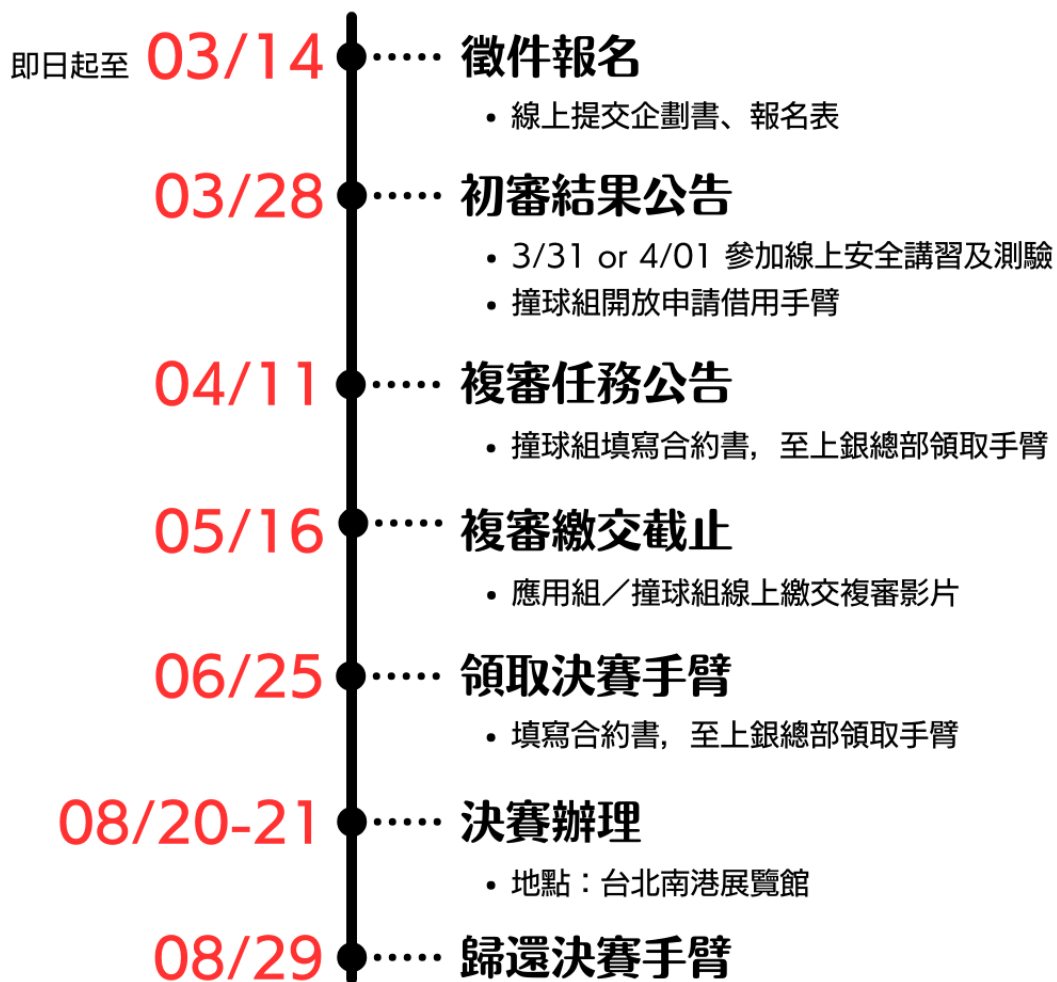 即日起至 03/14 徵件報名
• 線上提交企劃書、報名表
03/28 初審結果公告
• 3/31 or 4/01 參加線上安全講習及測驗
• 撞球組開放申請借用手臂
04/11 複審任務公告
• 撞球組填寫合約書，至上銀總部領取手臂
05/16 複審繳交截止
• 應用組／撞球組線上繳交複審影片
06/25 領取決賽手臂
• 填寫合約書，至上銀總部領取手臂
08/20-21 決賽辦理
• 地點：台北南港展覽館
08/29 歸還決賽手臂